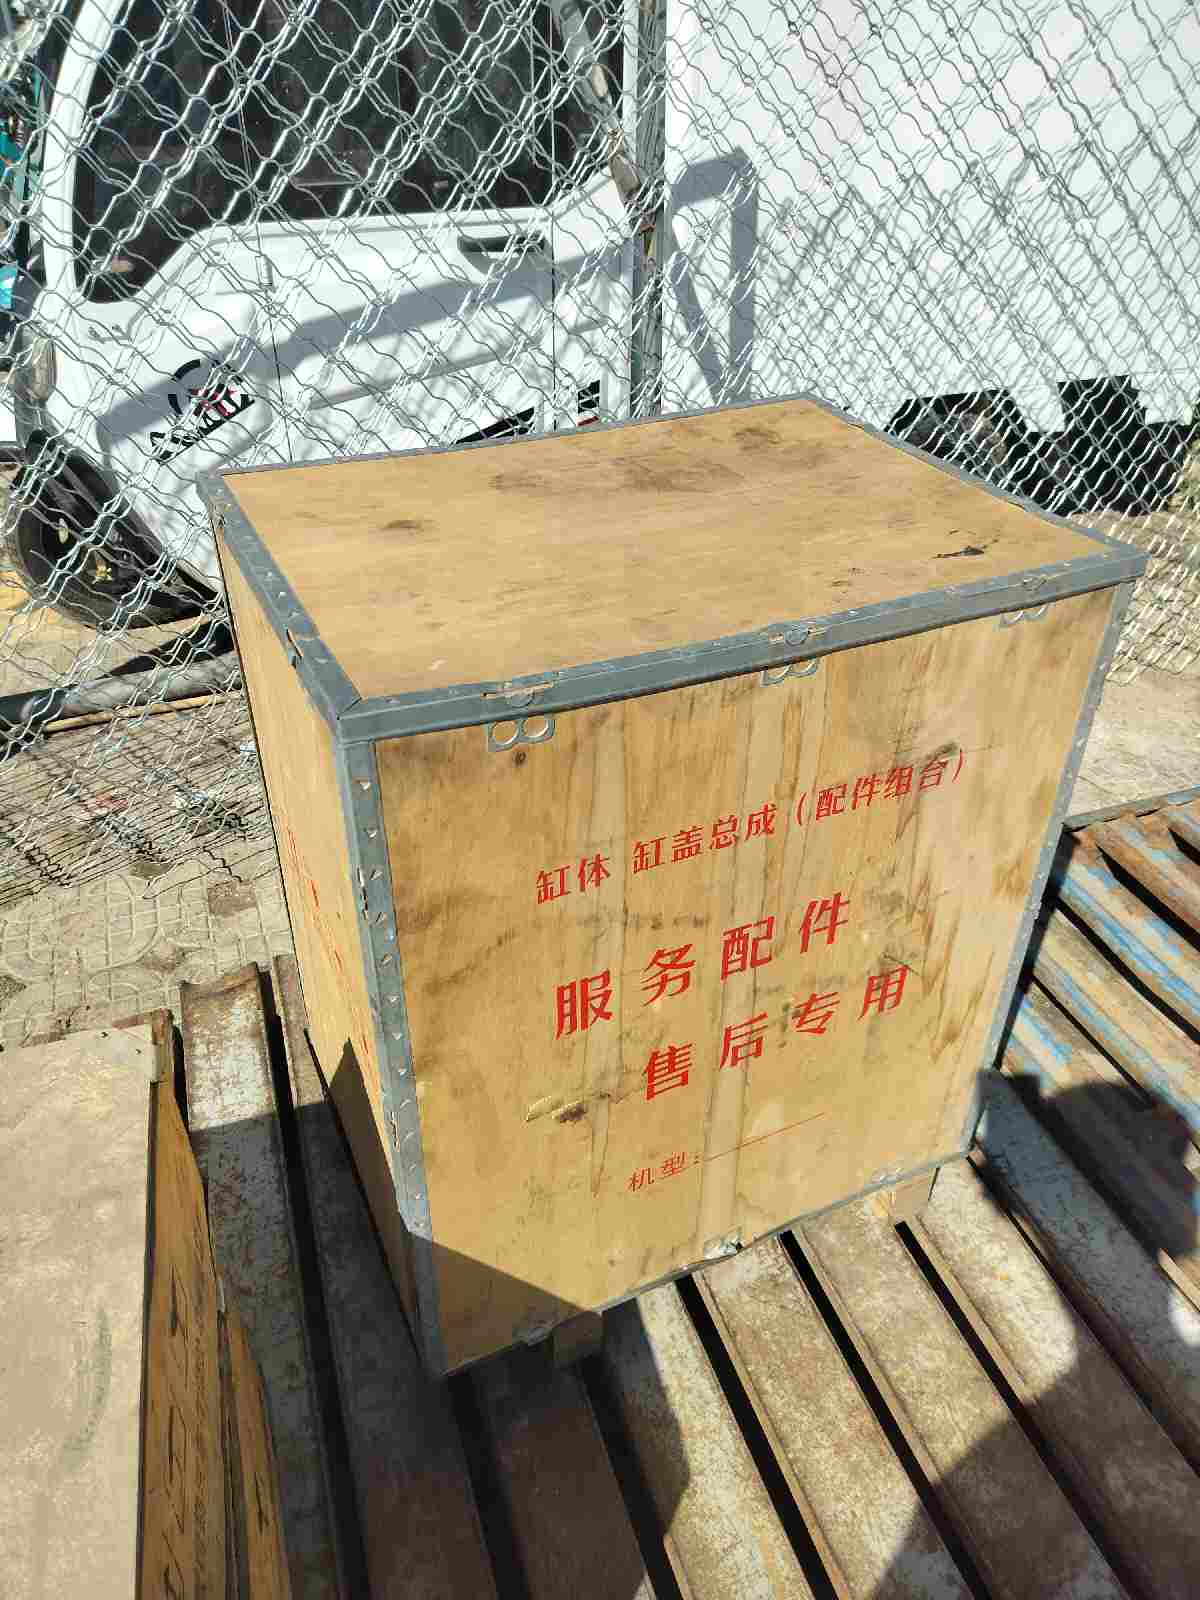 缸体 缸盖总成（配件组合）
服务配件
售后专用
机型：